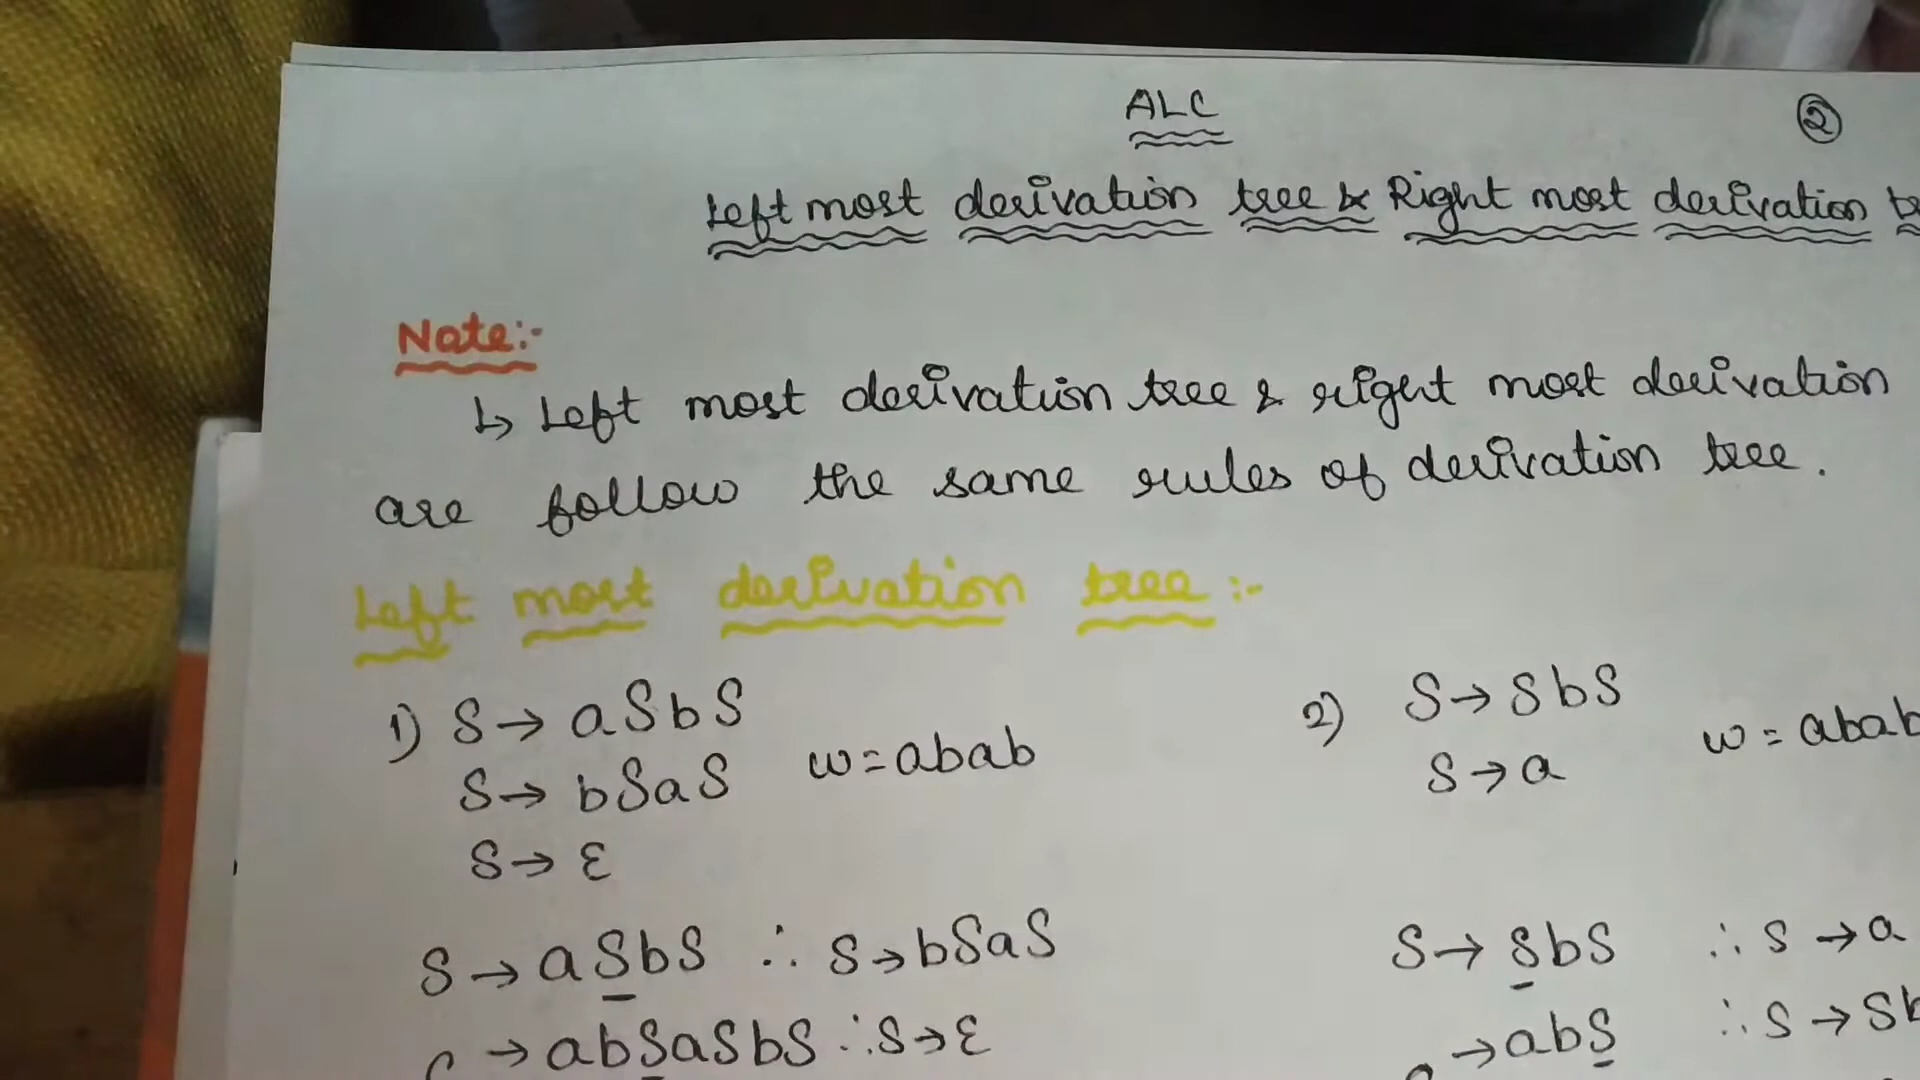 ALC
②
Left most derivation tree & Right most derivation
Note:-
↳ Left most derivation tree & right most derivation
are follow the same rules of derivation tree.
Left most derivation tree :-
1) S → aSbS
S → bSaS w = abab
S → ε
S → aSbS ∴ S → bSaS
→ abSaSbS ∴ S → ε
2) S → SbS
S → a w = abab
S → SbS ∴ S → a
→ abS ∴ S → Sb